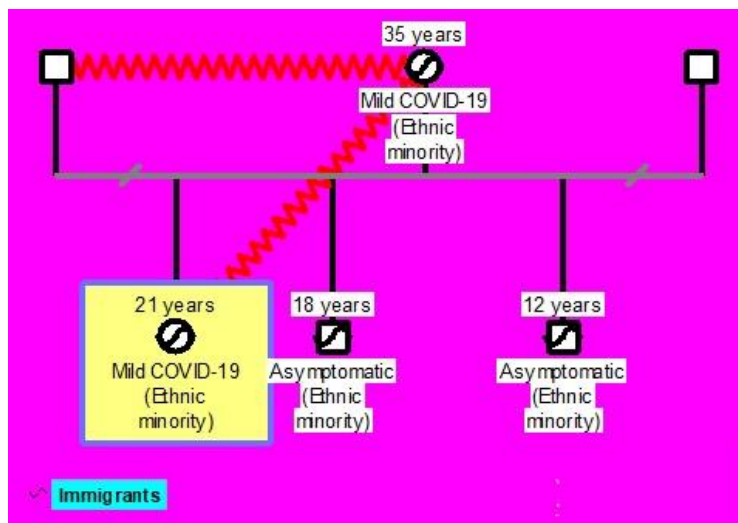 35 years
Mild COVID-19
(Ethnic
minority)
21 years
Mild COVID-19
(Ethnic
minority)
18 years
Asymptomatic
(Ethnic
minority)
12 years
Asymptomatic
(Ethnic
minority)
Immigrants